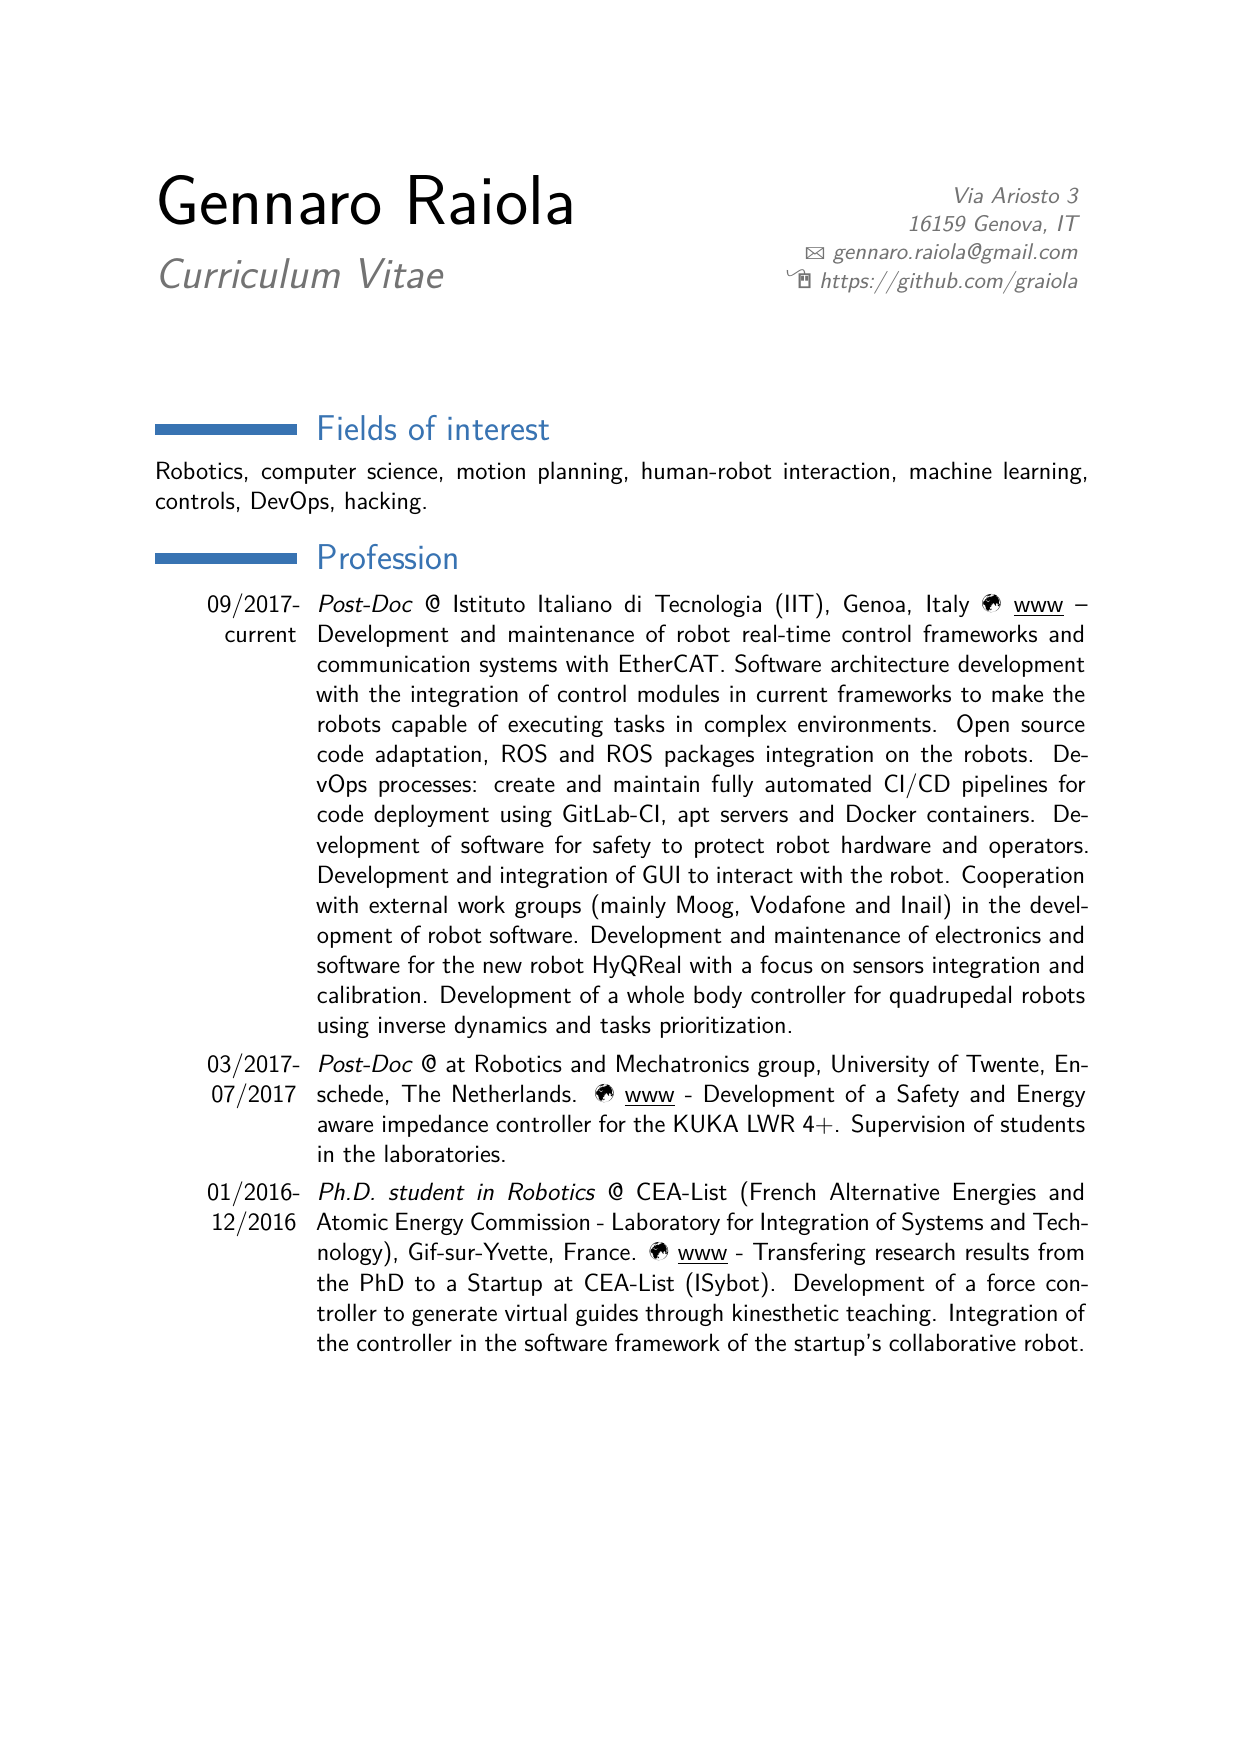 Gennaro Raiola
Curriculum Vitae
Via Ariosto 3
16159 Genova, IT
gennaro.raiola@gmail.com
https://github.com/graiola
Fields of interest
Robotics, computer science, motion planning, human-robot interaction, machine learning,
controls, DevOps, hacking.
Profession
09/2017-
current
Post-Doc @ Istituto Italiano di Tecnologia (IIT), Genoa, Italy www –
Development and maintenance of robot real-time control frameworks and
communication systems with EtherCAT. Software architecture development
with the integration of control modules in current frameworks to make the
robots capable of executing tasks in complex environments. Open source
code adaptation, ROS and ROS packages integration on the robots. De-
vOps processes: create and maintain fully automated CI/CD pipelines for
code deployment using GitLab-CI, apt servers and Docker containers. De-
velopment of software for safety to protect robot hardware and operators.
Development and integration of GUI to interact with the robot. Cooperation
with external work groups (mainly Moog, Vodafone and Inail) in the devel-
opment of robot software. Development and maintenance of electronics and
software for the new robot HyQReal with a focus on sensors integration and
calibration. Development of a whole body controller for quadrupedal robots
using inverse dynamics and tasks prioritization.
03/2017-
07/2017
Post-Doc @ at Robotics and Mechatronics group, University of Twente, En-
schede, The Netherlands. www - Development of a Safety and Energy
aware impedance controller for the KUKA LWR 4+. Supervision of students
in the laboratories.
01/2016-
12/2016
Ph.D. student in Robotics @ CEA-List (French Alternative Energies and
Atomic Energy Commission - Laboratory for Integration of Systems and Tech-
nology), Gif-sur-Yvette, France. www - Transfering research results from
the PhD to a Startup at CEA-List (ISybot). Development of a force con-
troller to generate virtual guides through kinesthetic teaching. Integration of
the controller in the software framework of the startup's collaborative robot.